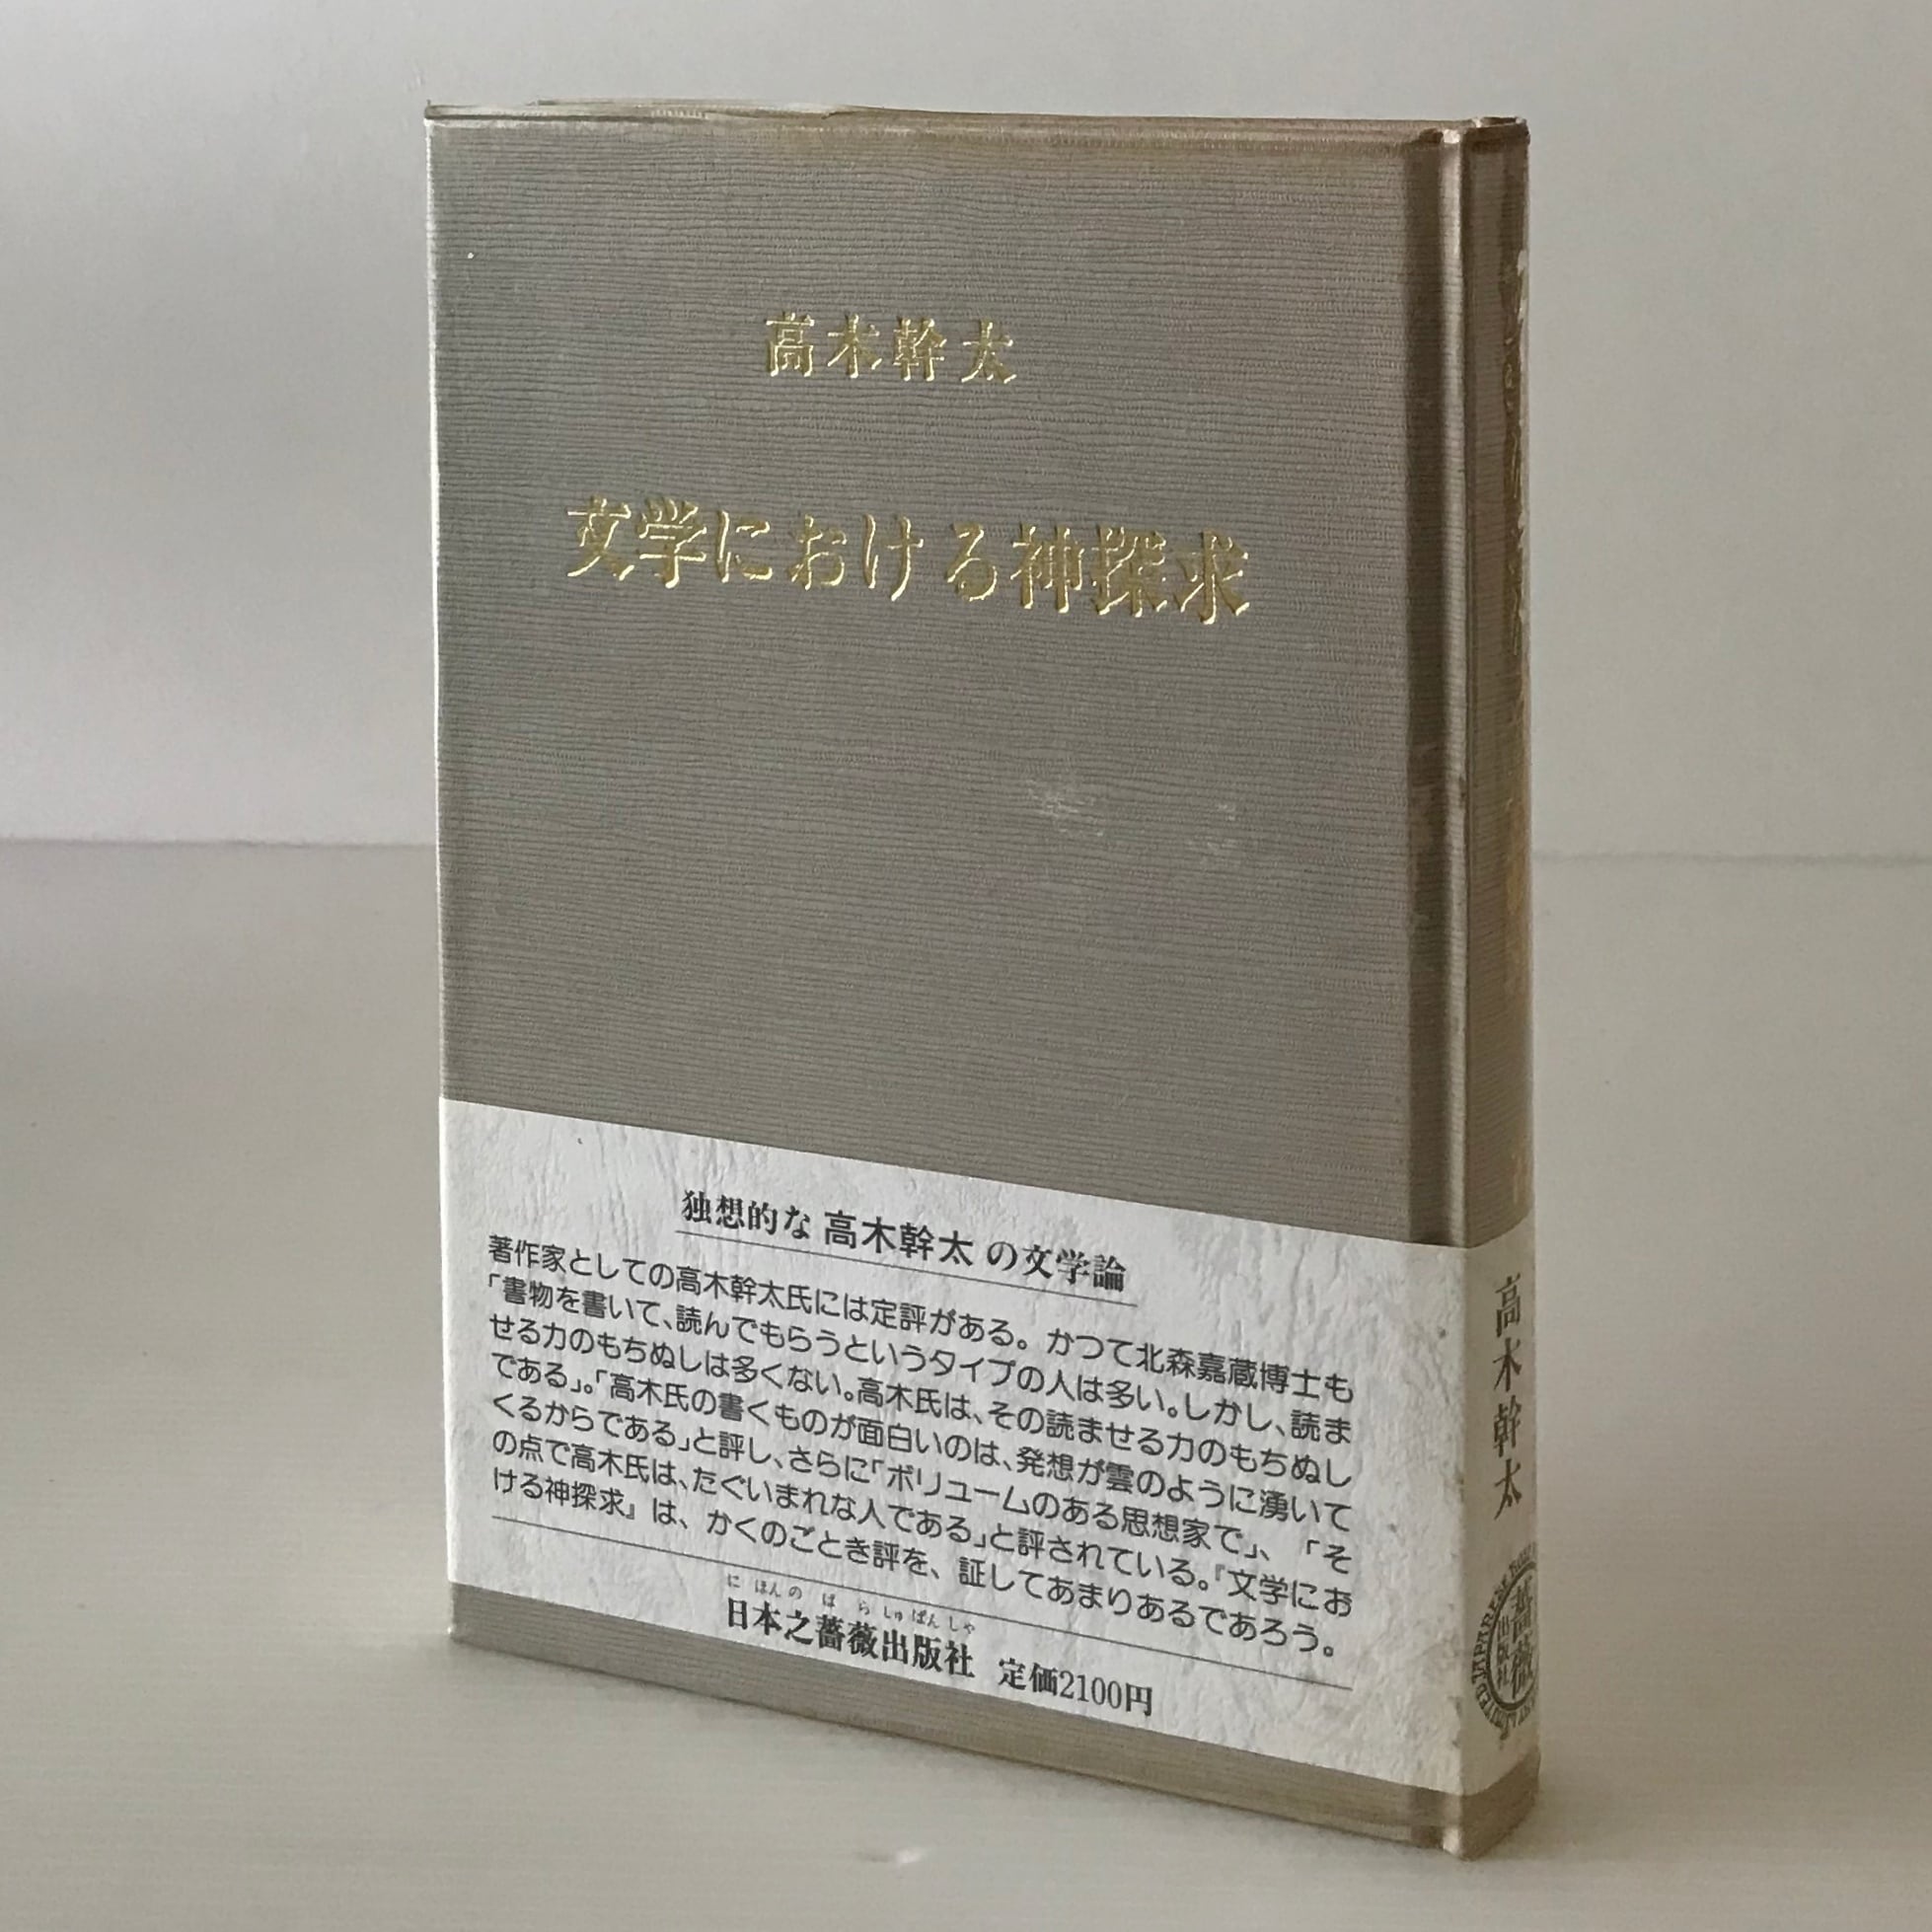 高木幹太
文学における神探求
独想的な 高木幹太 の文学論
著作家としての高木幹太氏には定評がある。かつて北森嘉蔵博士も
「書物を書いて、読んでもらうというタイプの人は多い。しかし、読ま
せる力のもちぬしは多くない。高木氏は、その読ませる力のもちぬし
である」。「高木氏の書くものが面白いのは、発想が雲のように湧いて
くるからである」と評し、さらに「ボリュームのある思想家で」、「そ
の点で高木氏は、たぐいまれな人である」と評されている。『文学にお
ける神探求』は、かくのごとき評を、証してあまりあるであろう。
に ほん の ば ら しゅ ぱん しゃ
日本之薔薇出版社 定価2100円
高木幹太
薔薇
出版社